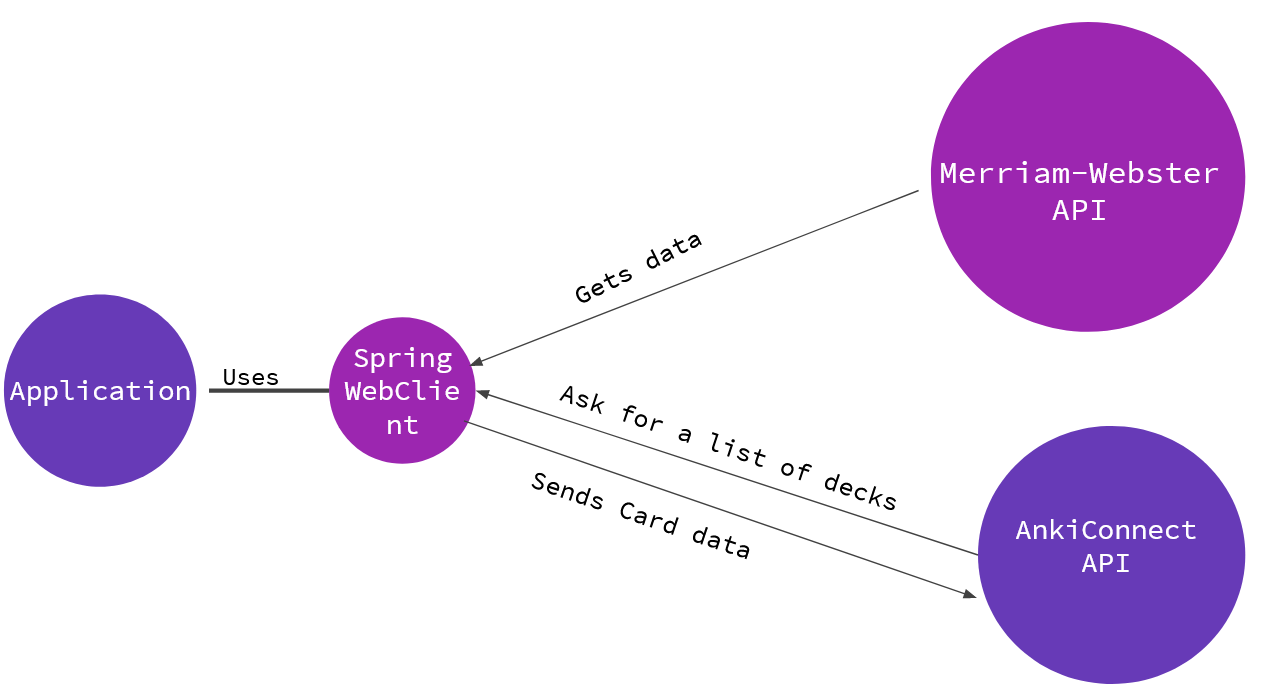 Merriam-Webster
API
Gets data
Application
Uses
Spring
WebClie
nt
Ask for a list of decks
Sends Card data
AnkiConnect
API